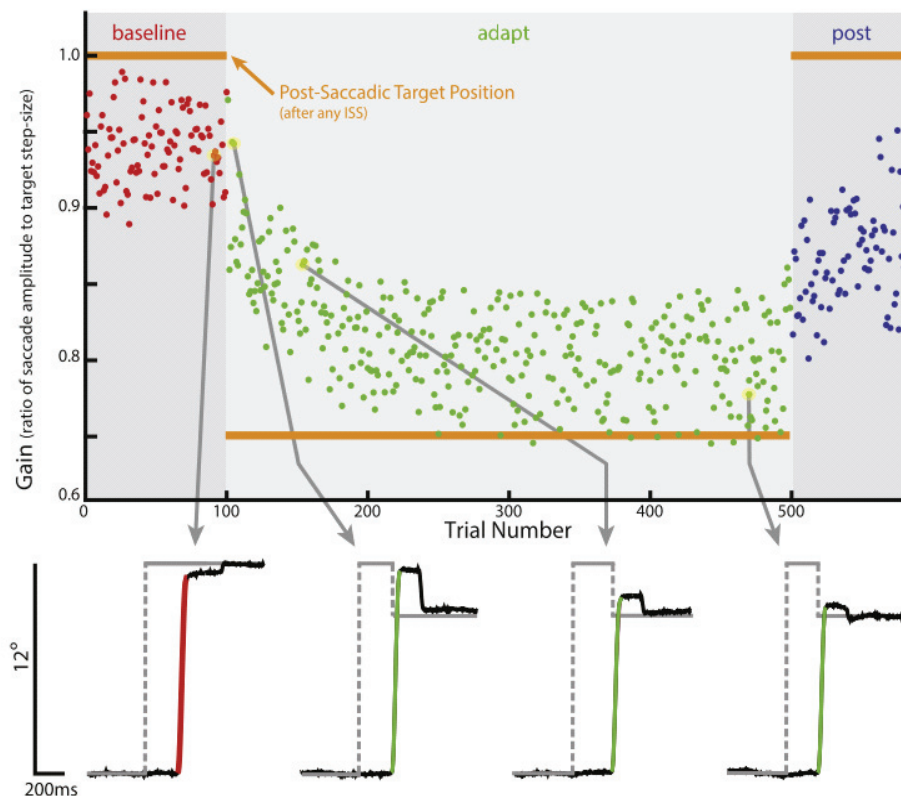 baseline
adapt
post
1.0
Post-Saccadic Target Position
(after any ISS)
0.9
0.8
0.6
Gain (ratio of saccade amplitude to target step-size)
0
100
200
300
400
500
Trial Number
12°
200ms